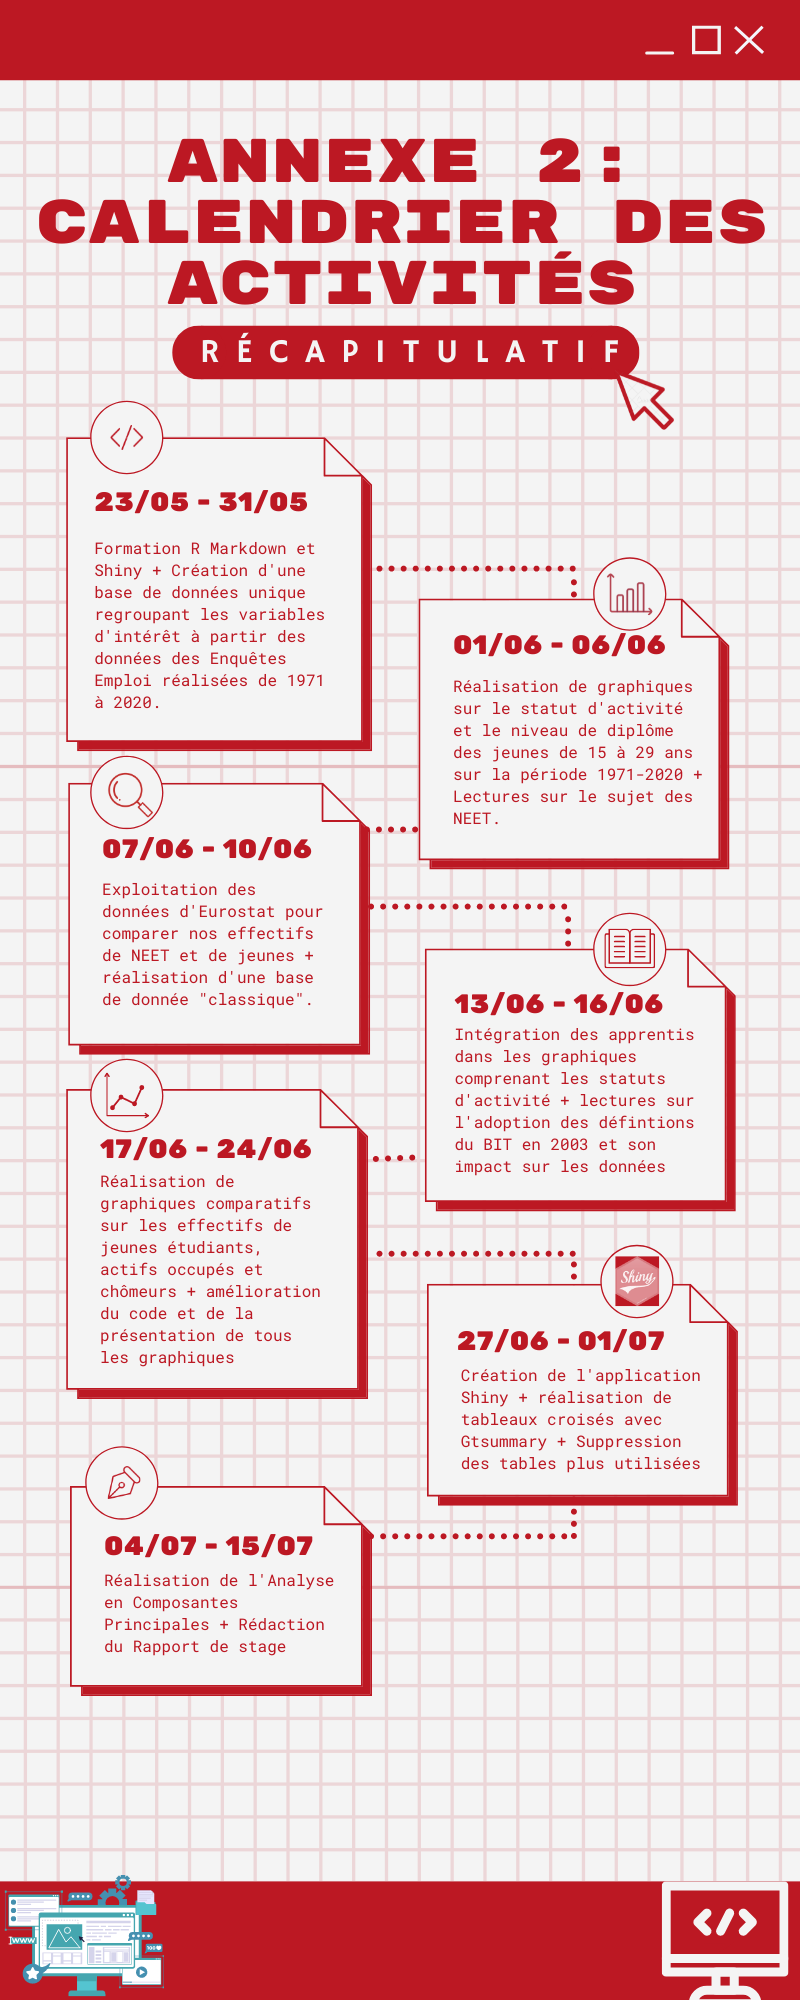 ANNEXE 2:
CALENDRIER DES
ACTIVITÉS
RÉCAPITULATIF
23/05 - 31/05
Formation R Markdown et
Shiny + Création d'une
base de données unique
regroupant les variables
d'intérêt à partir des
données des Enquêtes
Emploi réalisées de 1971
à 2020.
01/06 - 06/06
Réalisation de graphiques
sur le statut d'activité
et le niveau de diplôme
des jeunes de 15 à 29 ans
sur la période 1971-2020 +
Lectures sur le sujet des
NEET.
07/06 - 10/06
Exploitation des
données d'Eurostat pour
comparer nos effectifs
de NEET et de jeunes +
réalisation d'une base
de donnée "classique".
13/06 - 16/06
Intégration des apprentis
dans les graphiques
comprenant les statuts
d'activité + lectures sur
l'adoption des défintions
du BIT en 2003 et son
impact sur les données
17/06 - 24/06
Réalisation de
graphiques comparatifs
sur les effectifs de
jeunes étudiants,
actifs occupés et
chômeurs + amélioration
du code et de la
présentation de tous
les graphiques
Shiny
27/06 - 01/07
Création de l'application
Shiny + réalisation de
tableaux croisés avec
Gtsummary + Suppression
des tables plus utilisées
04/07 - 15/07
Réalisation de l'Analyse
en Composantes
Principales + Rédaction
du Rapport de stage
www
100